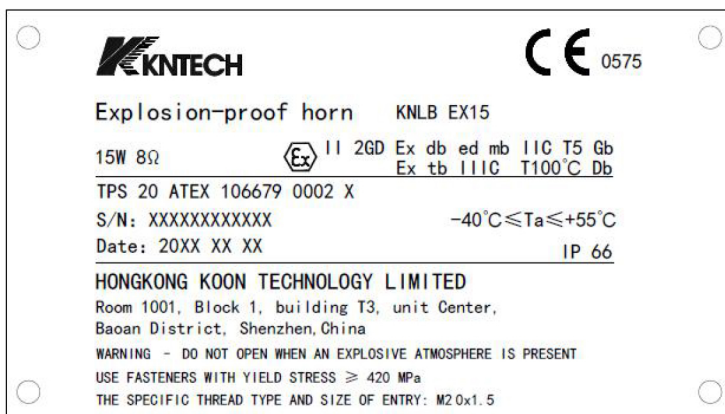 KNTECH
CE 0575
Explosion-proof horn KNLB EX15
15W 8Ω Ex II 2GD Ex db ed mb IIC T5 Gb
Ex tb IIIC T100℃ Db
TPS 20 ATEX 106679 0002 X
S/N: XXXXXXXXXXXX -40℃≤Ta≤+55℃
Date: 20XX XX XX IP 66
HONGKONG KOON TECHNOLOGY LIMITED
Room 1001, Block 1, building T3, unit Center,
Baoan District, Shenzhen,China
WARNING - DO NOT OPEN WHEN AN EXPLOSIVE ATMOSPHERE IS PRESENT
USE FASTENERS WITH YIELD STRESS ≥ 420 MPa
THE SPECIFIC THREAD TYPE AND SIZE OF ENTRY: M20x1.5